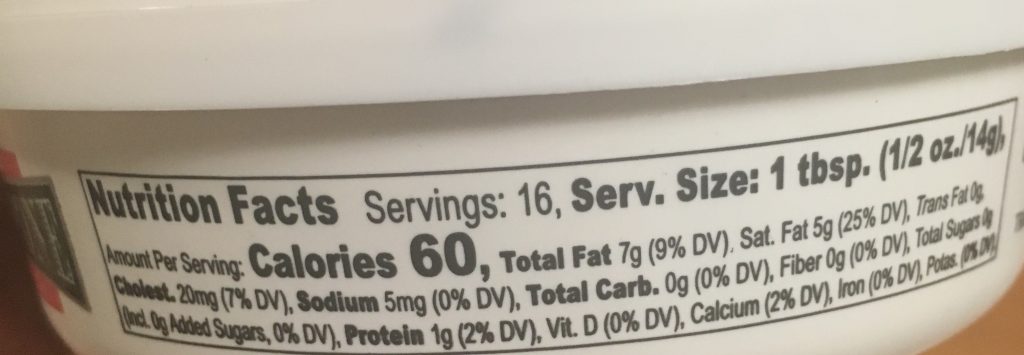 Nutrition Facts Servings: 16, Serv. Size: 1 tbsp. (1/2 oz./14g),
Amount Per Serving: Calories 60, Total Fat 7g (9% DV), Sat. Fat 5g (25% DV), Trans Fat 0g,
Cholest. 20mg (7% DV), Sodium 5mg (0% DV), Total Carb. 0g (0% DV), Fiber 0g (0% DV), Total Sugars 0g
(Incl. 0g Added Sugars, 0% DV), Protein 1g (2% DV), Vit. D (0% DV), Calcium (2% DV), Iron (0% DV), Potas. (0% DV)